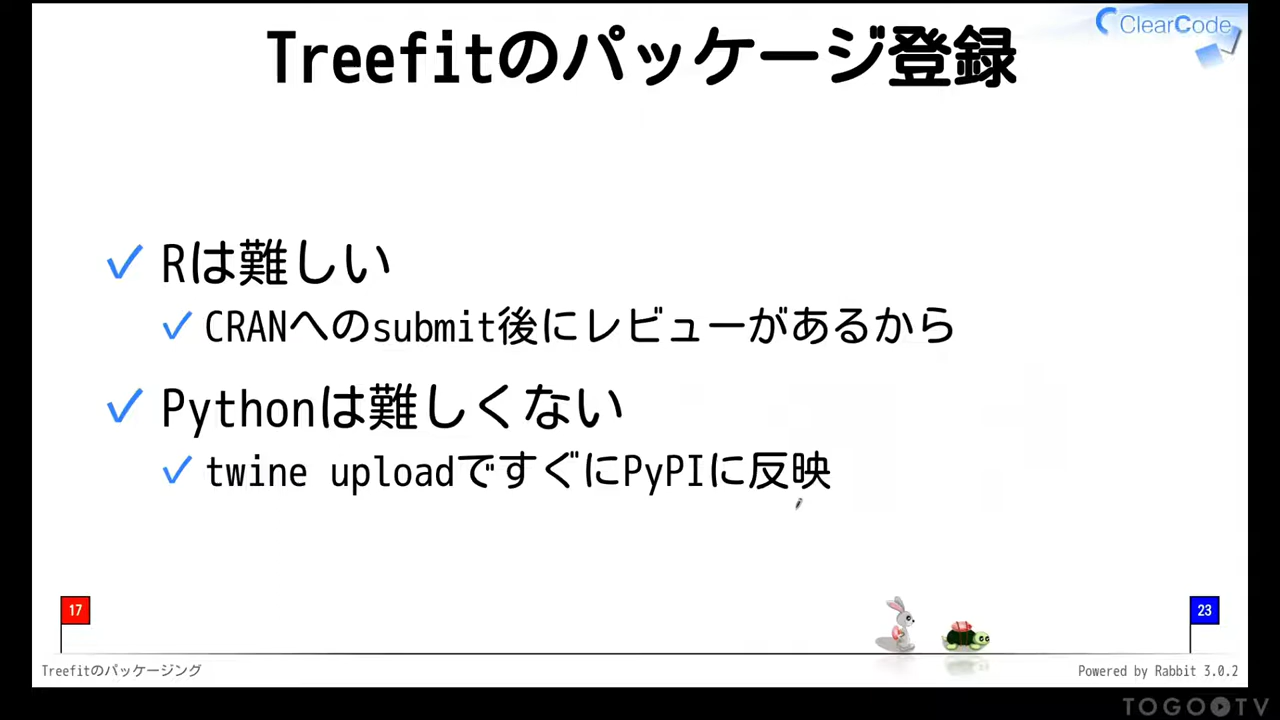 ClearCode
Treefitのパッケージ登録
Rは難しい
CRANへのsubmit後にレビューがあるから
Pythonは難しくない
twine uploadですぐにPyPIに反映
17
23
Treefitのパッケージング
Powered by Rabbit 3.0.2
TOGOTV